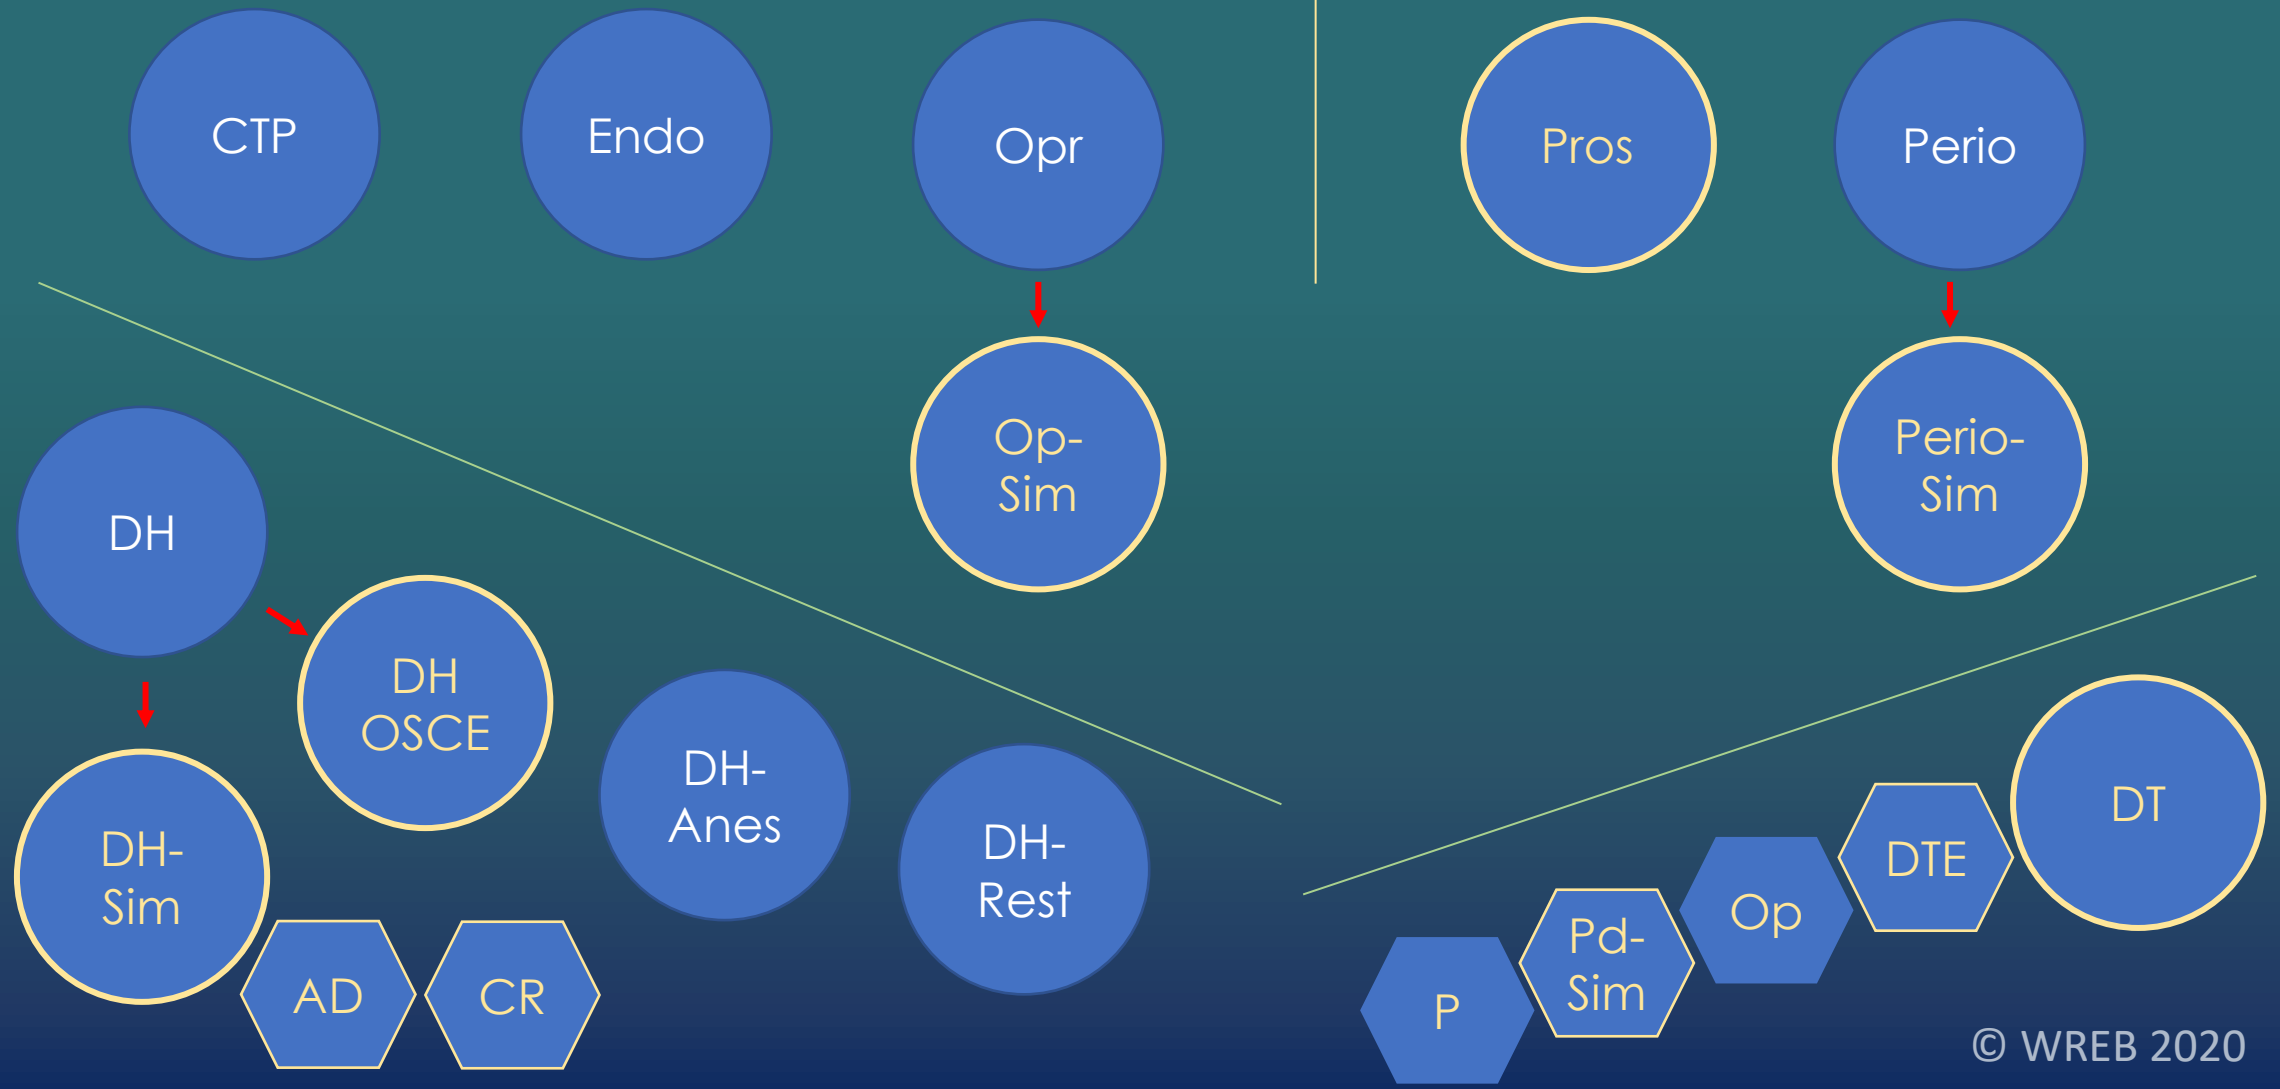 CTP
Endo
Opr
Pros
Perio
Op-
Sim
Perio-
Sim
DH
DH
OSCE
DH-
Sim
AD
CR
DH-
Anes
DH-
Rest
P
Pd-
Sim
Op
DTE
DT
© WREB 2020